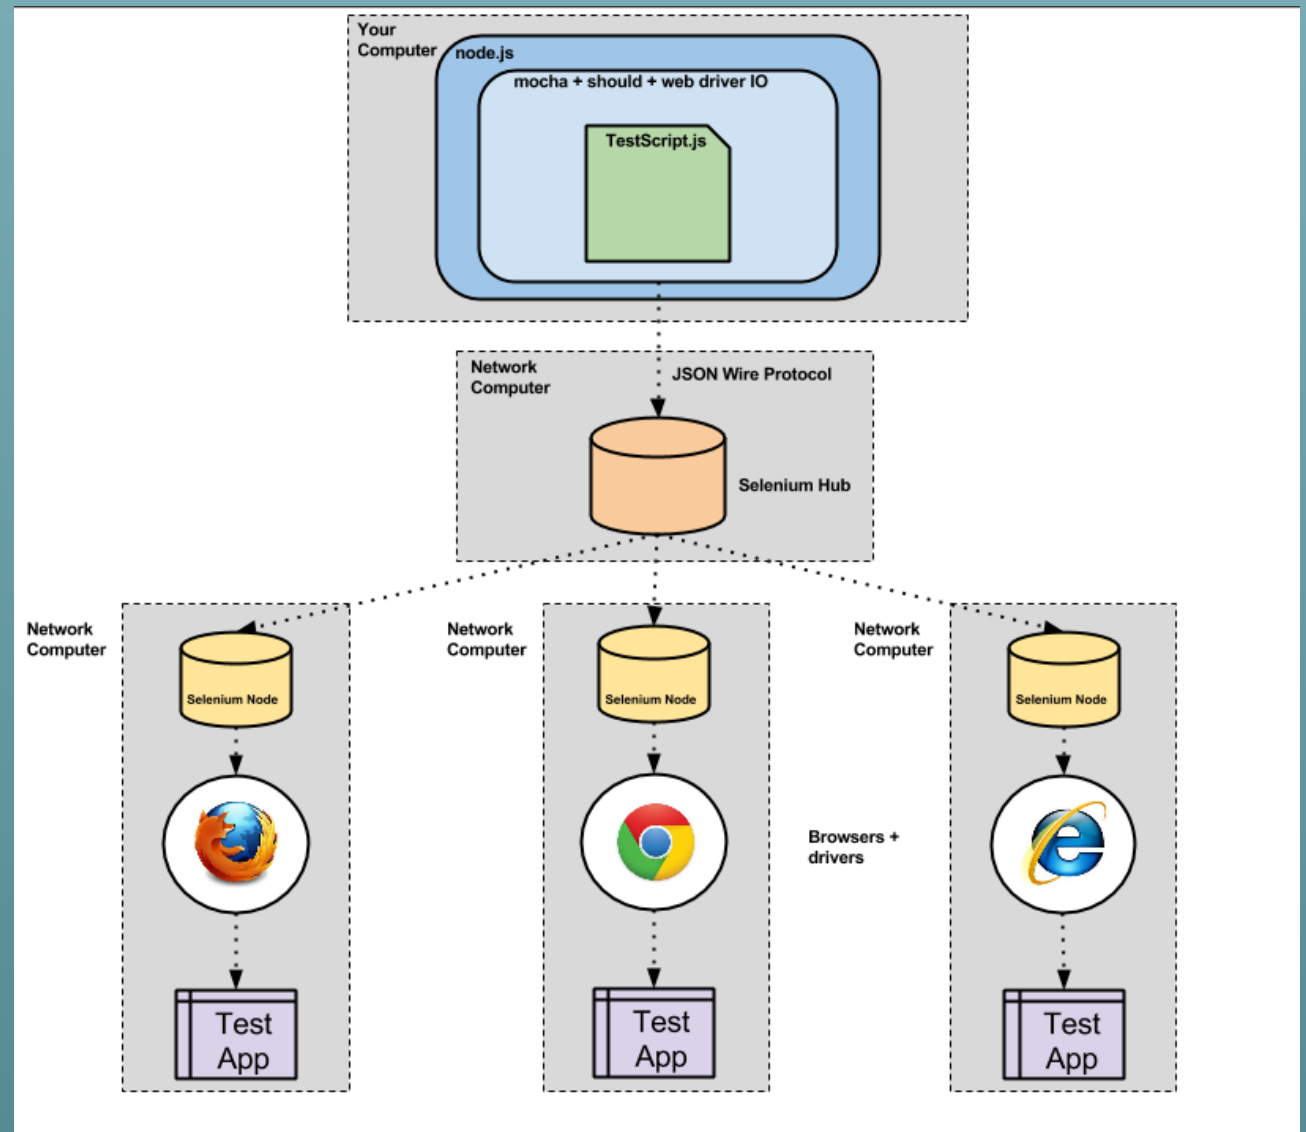 Your
Computer
node.js
mocha + should + web driver IO
TestScript.js
Network
Computer
JSON Wire Protocol
Selenium Hub
Network
Computer
Selenium Node
Network
Computer
Selenium Node
Network
Computer
Selenium Node
Browsers +
drivers
Test
App
Test
App
Test
App